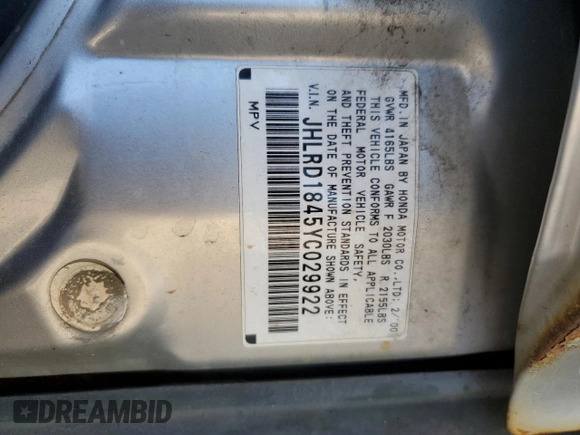 MFD. IN JAPAN BY HONDA MOTOR CO., LTD: 2/'00
GVWR 4165LBS GAWR F 2030LBS R 2155LBS
THIS VEHICLE CONFORMS TO ALL APPLICABLE
FEDERAL MOTOR VEHICLE SAFETY,
AND THEFT PREVENTION STANDARDS IN EFFECT
ON THE DATE OF MANUFACTURE SHOWN ABOVE:
V.I.N. JHLRD1845YC029922
MPV
DREAMBID